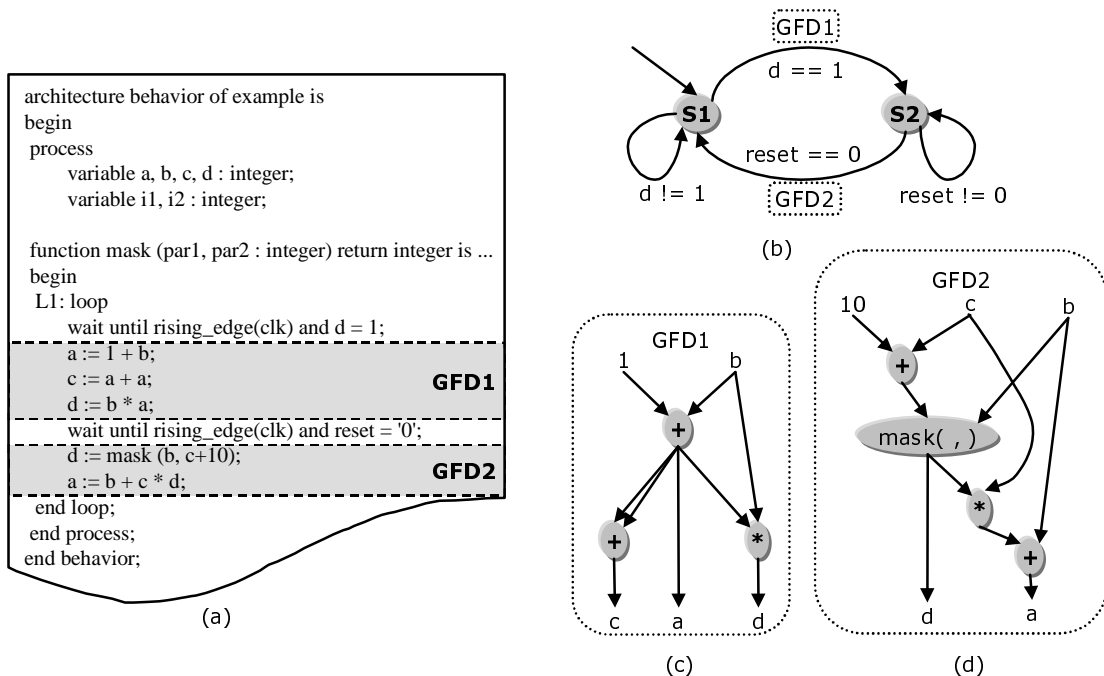 architecture behavior of example is
begin
process
variable a, b, c, d : integer;
variable i1, i2 : integer;
function mask (par1, par2 : integer) return integer is ...
begin
L1: loop
wait until rising_edge(clk) and d = 1;
a := 1 + b;
c := a + a;
GFD1
d := b * a;
wait until rising_edge(clk) and reset = '0';
d := mask (b, c+10);
GFD2
a := b + c * d;
end loop;
end process;
end behavior;
(a)
GFD1
d == 1
S1
S2
reset == 0
d != 1
GFD2
reset != 0
(b)
GFD1
1
b
+
+
*
c
a
d
(c)
GFD2
10
c
b
+
mask( , )
*
+
d
a
(d)